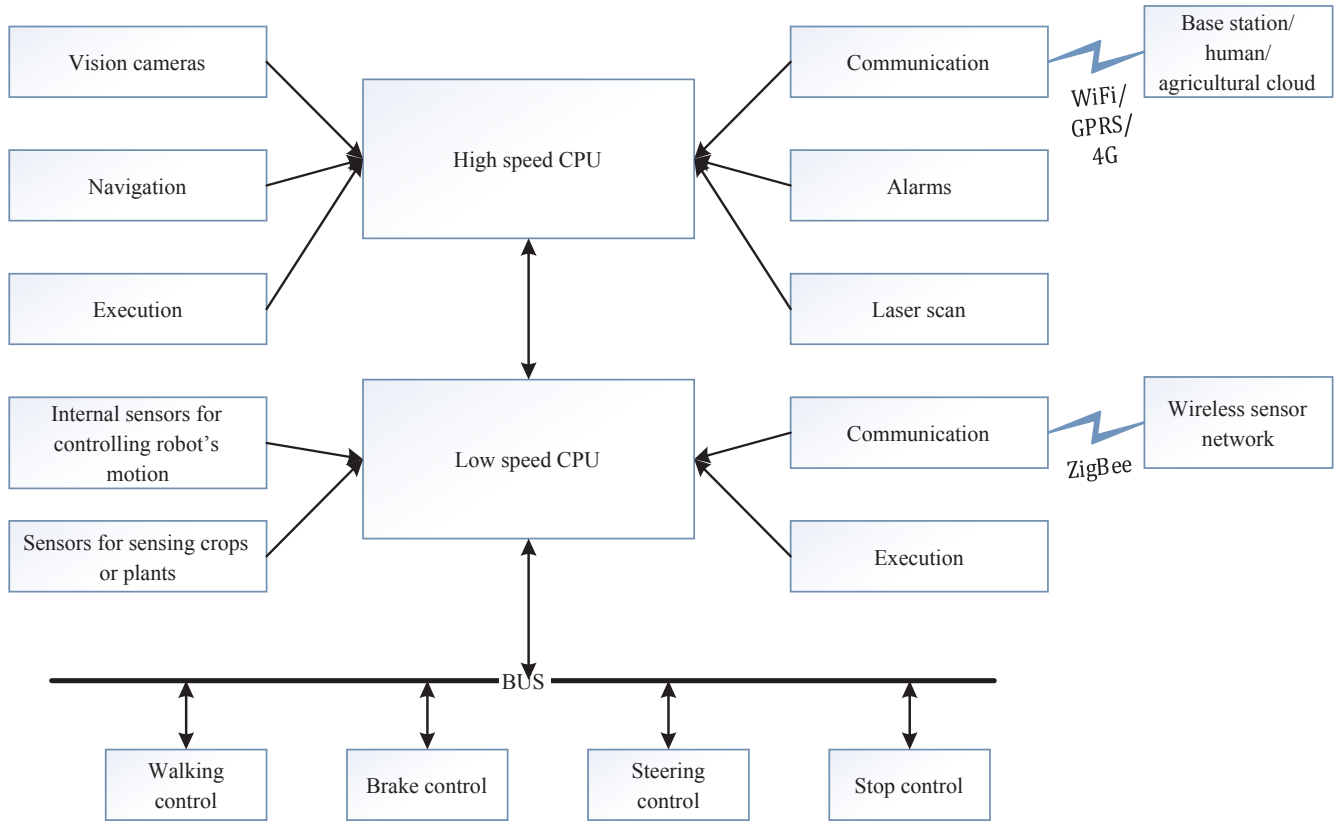 Vision cameras
Navigation
Execution
High speed CPU
Communication
Alarms
Laser scan
WiFi/
GPRS/
4G
Base station/
human/
agricultural cloud
Internal sensors for
controlling robot's
motion
Sensors for sensing crops
or plants
Low speed CPU
Communication
Execution
ZigBee
Wireless sensor
network
BUS
Walking
control
Brake control
Steering
control
Stop control